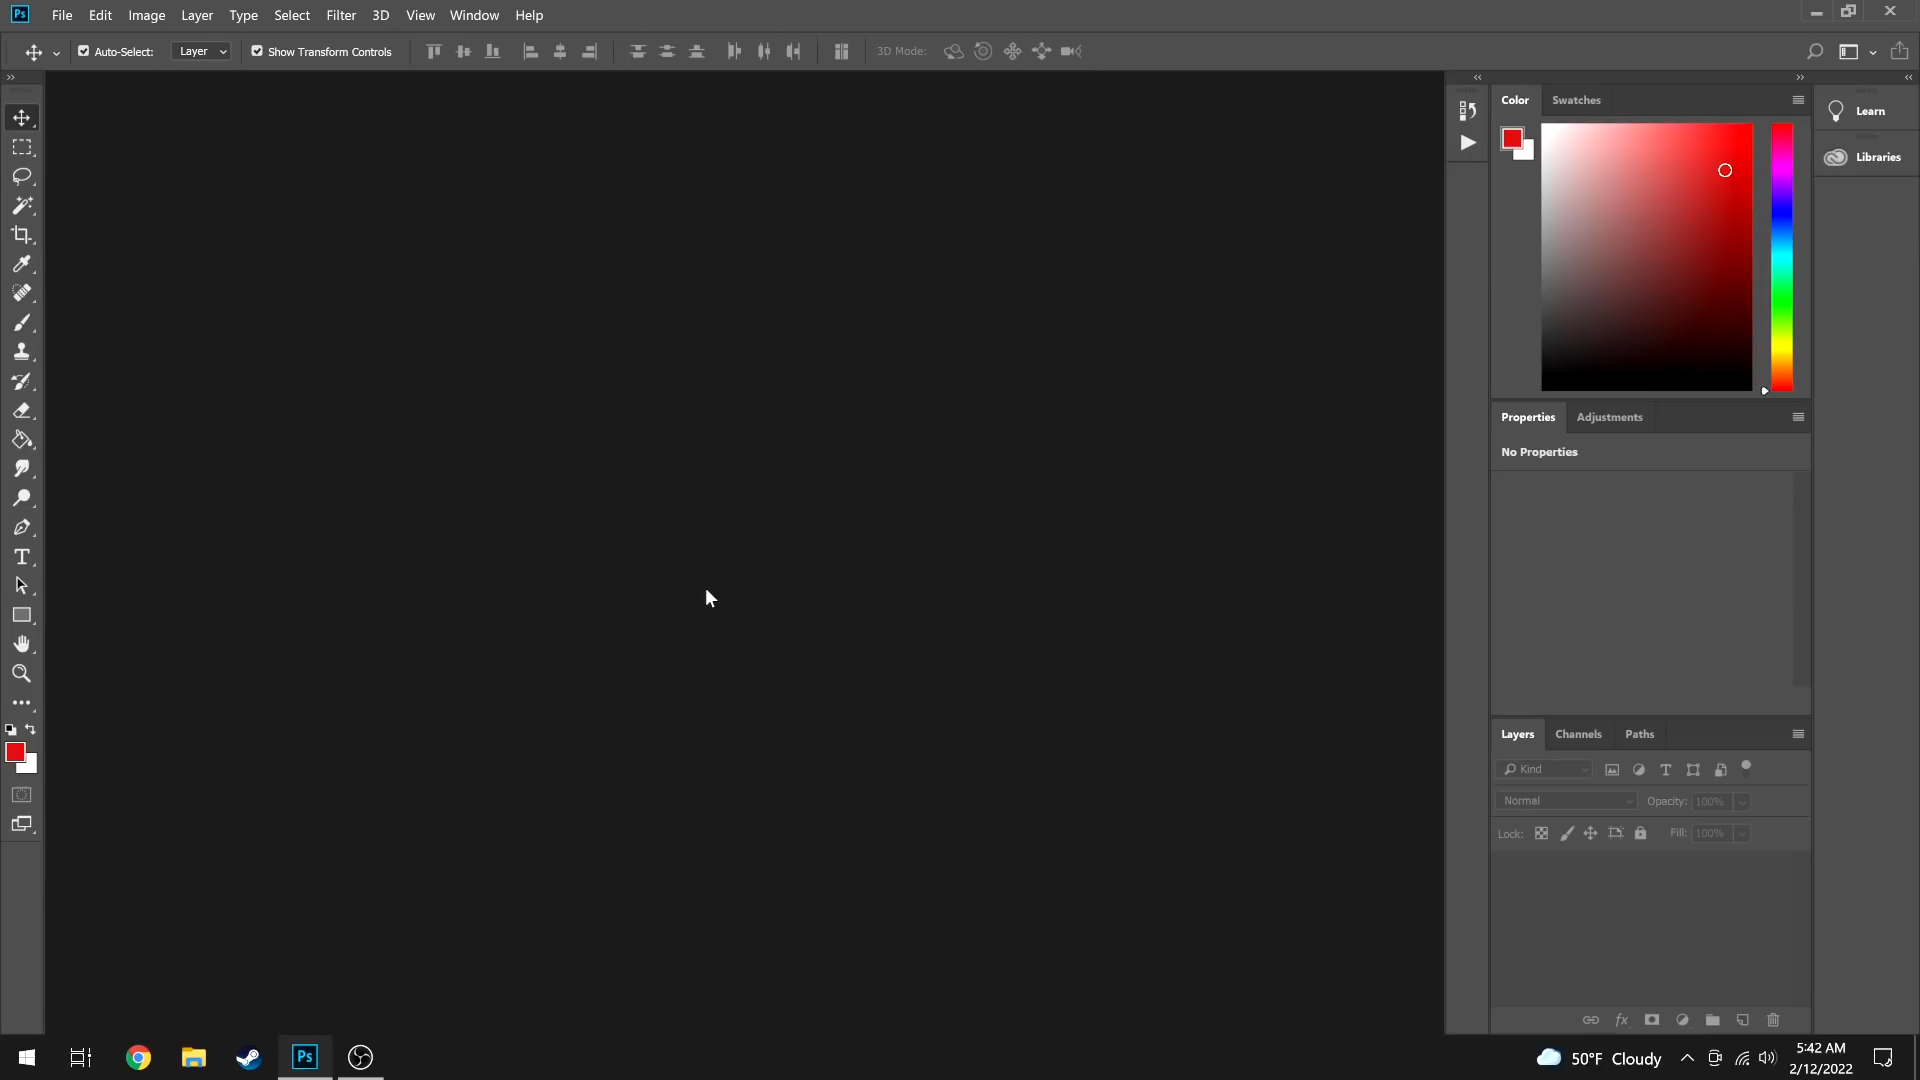 Ps File Edit Image Layer Type Select Filter 3D View Window Help
Auto-Select: Layer Show Transform Controls 3D Mode:
Color Swatches
Learn
Libraries
Properties Adjustments
No Properties
Layers Channels Paths
Kind
Normal Opacity: 100%
Lock: Fill: 100%
Ps 50°F Cloudy
5:42 AM
2/12/2022